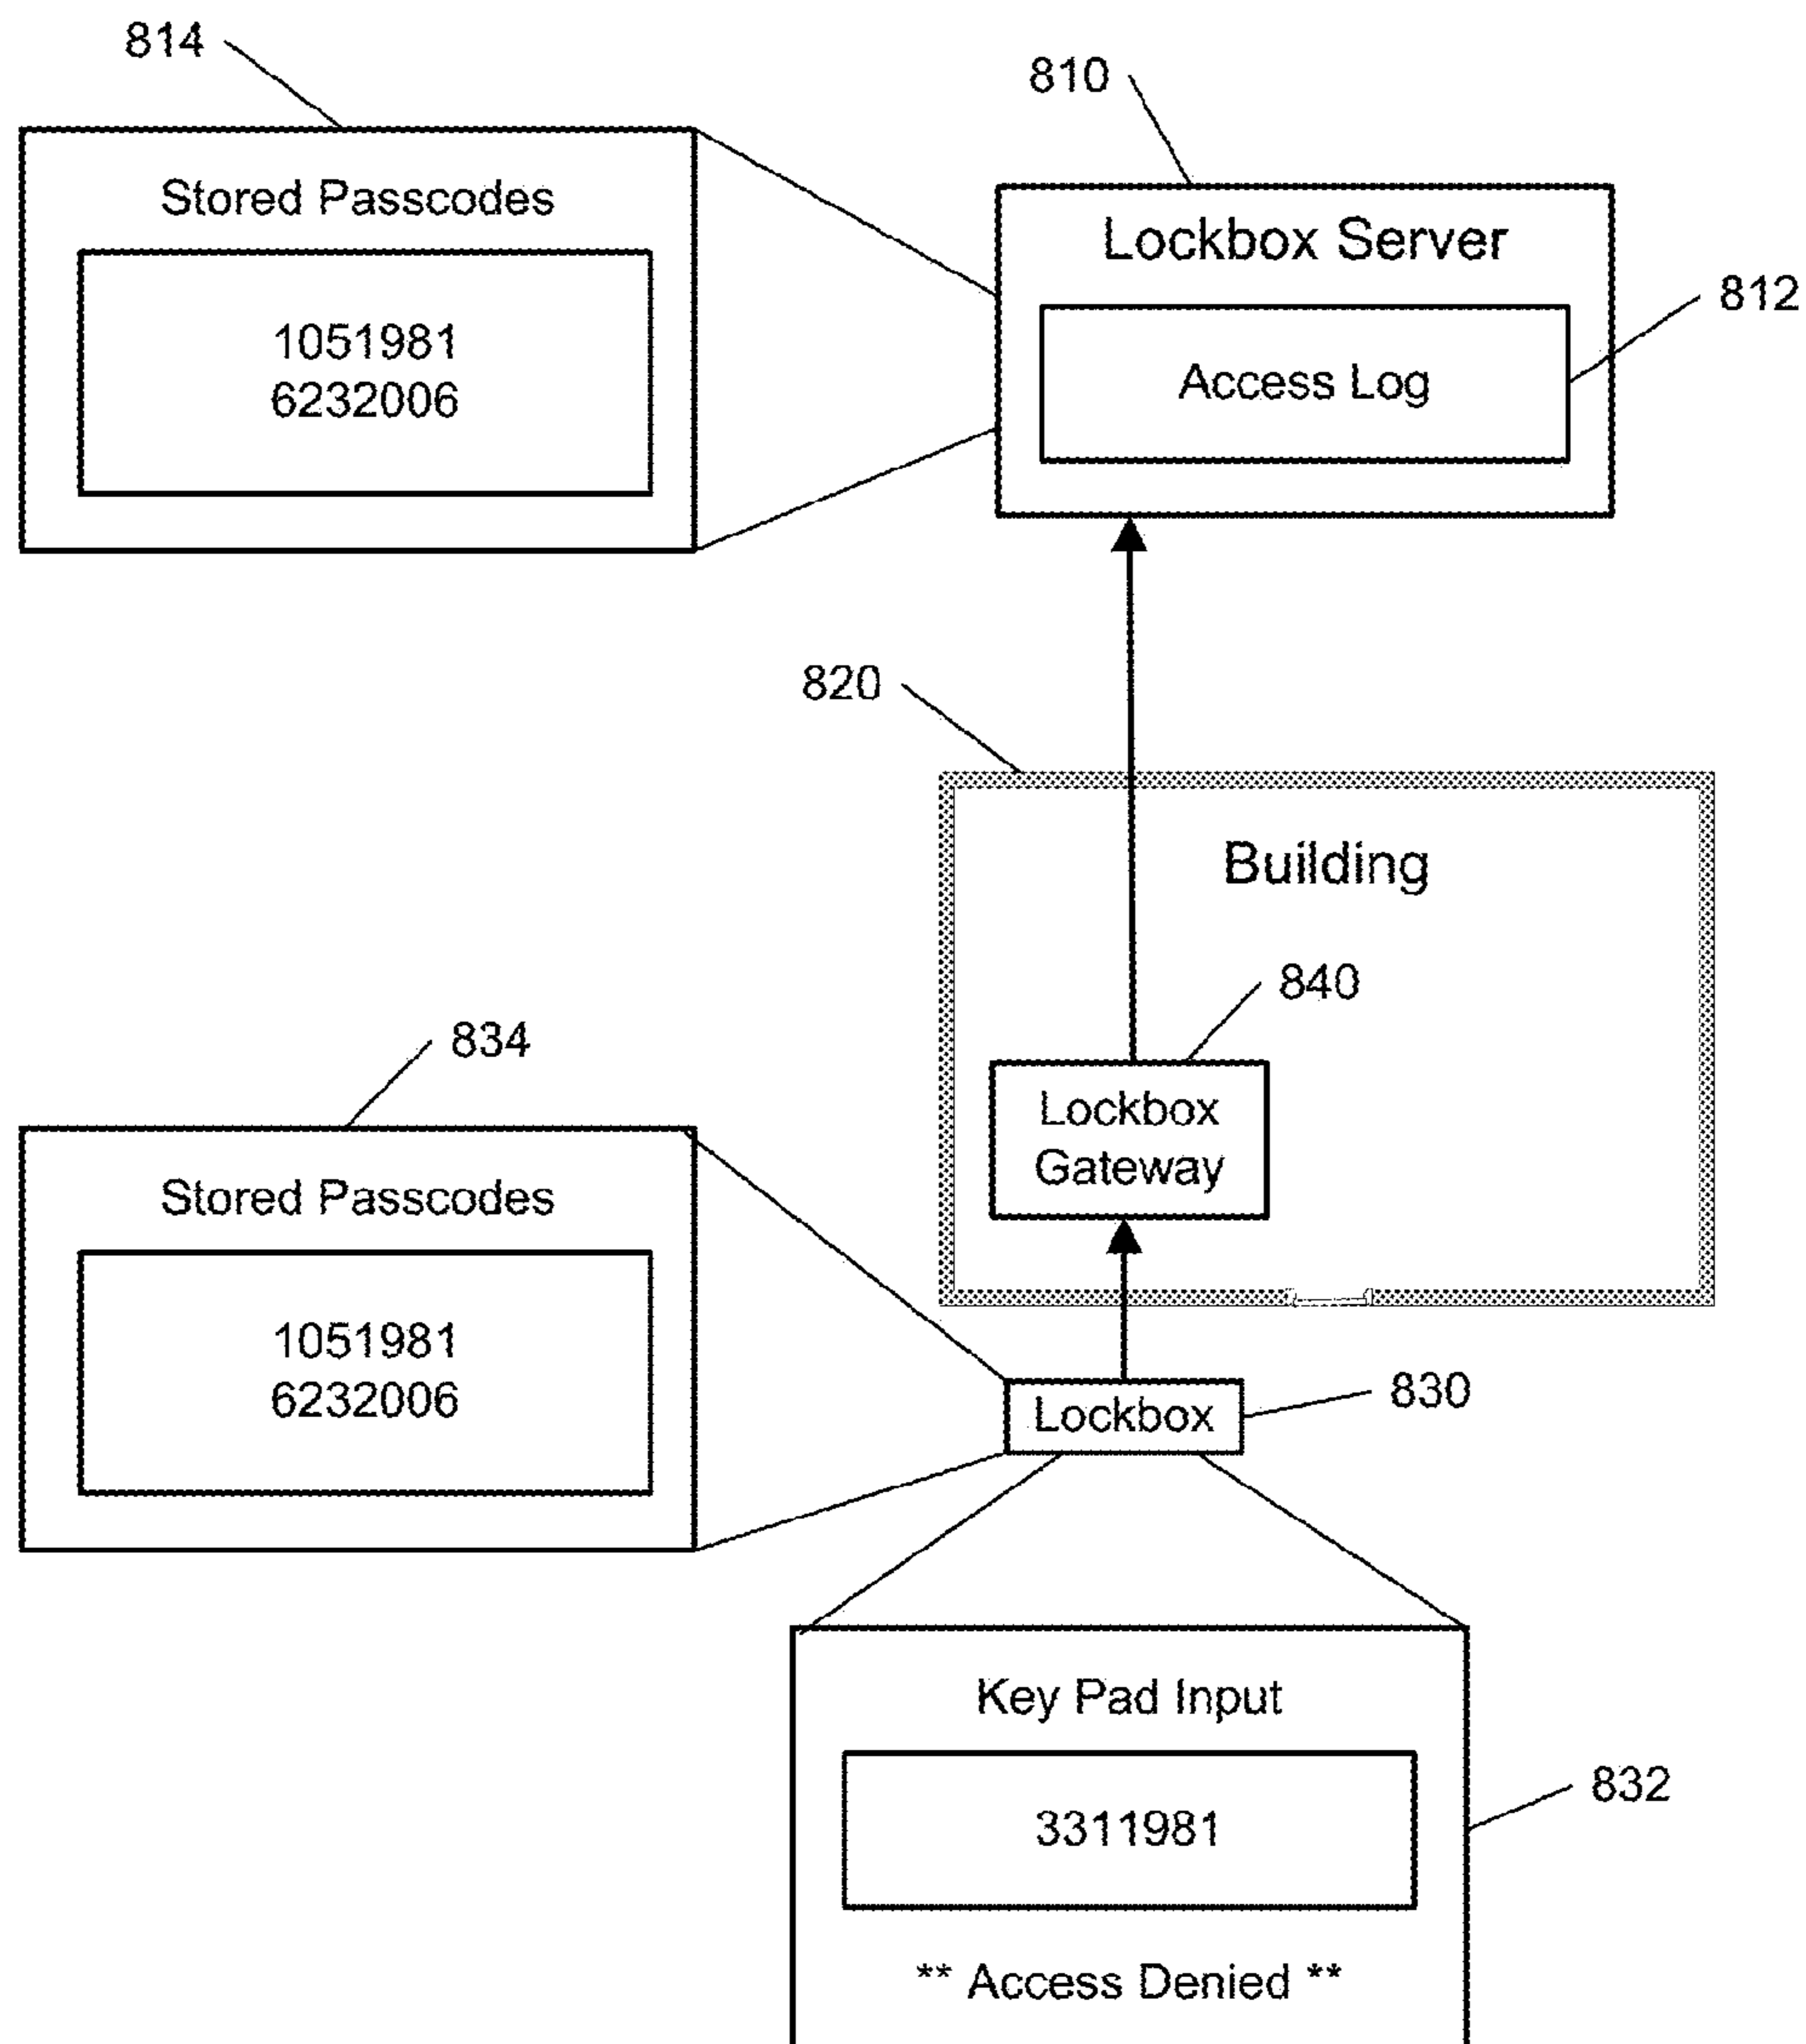 814
810
Stored Passcodes
1051981
6232006
Lockbox Server
812
Access Log
820
Building
840
Lockbox
Gateway
834
Stored Passcodes
1051981
6232006
Lockbox
830
Key Pad Input
3311981
832
** Access Denied **